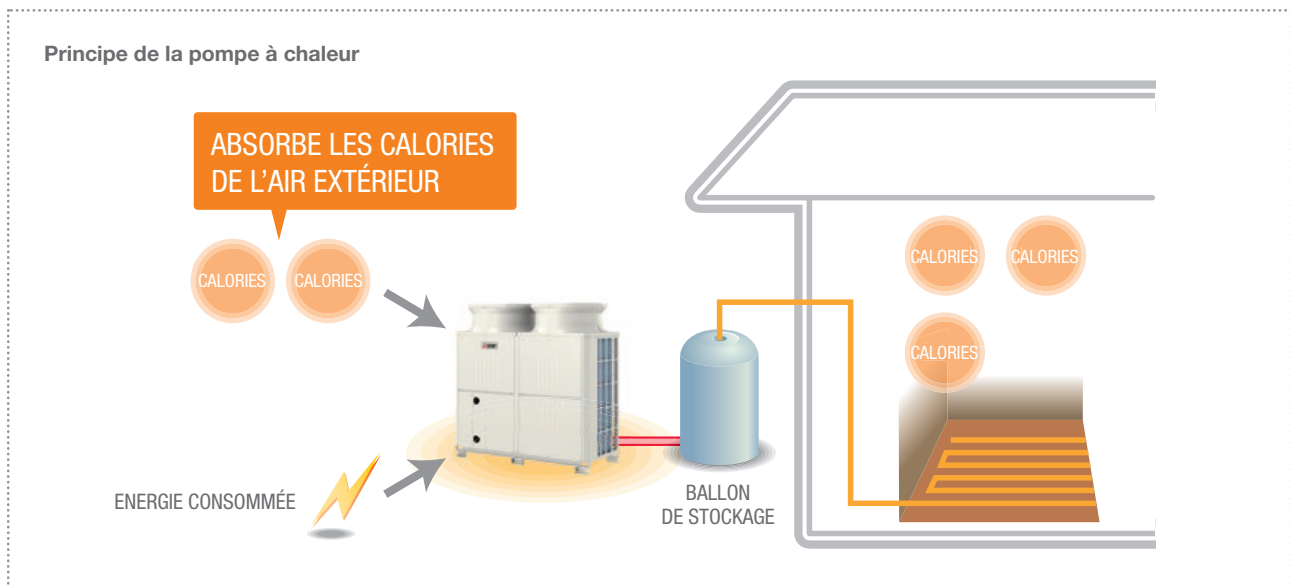 Principe de la pompe à chaleur
ABSORBE LES CALORIES
DE L'AIR EXTÉRIEUR
CALORIES
CALORIES
CALORIES
CALORIES
CALORIES
ENERGIE CONSOMMÉE
BALLON
DE STOCKAGE